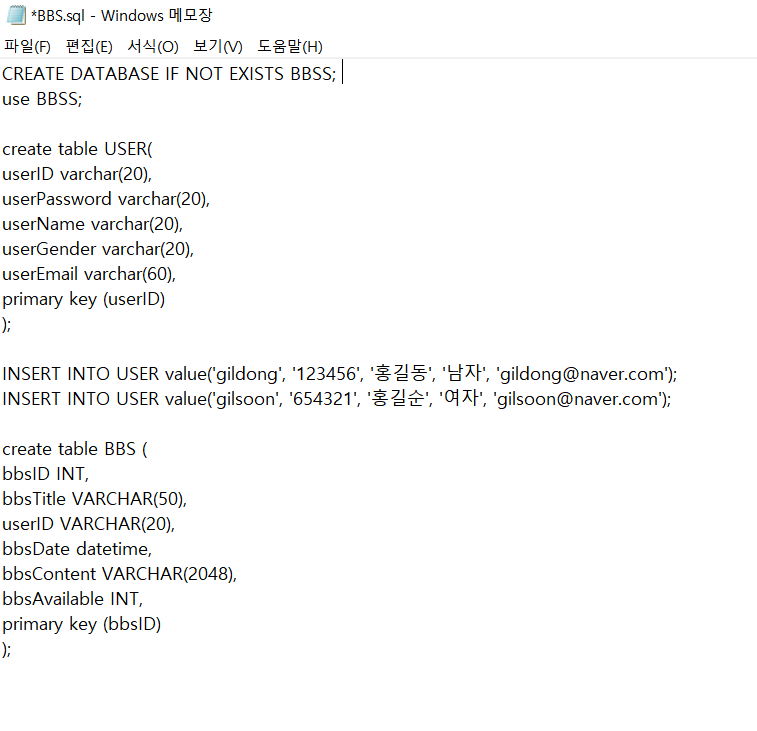 *BBS.sql - Windows 메모장
파일(F) 편집(E) 서식(O) 보기(V) 도움말(H)
CREATE DATABASE IF NOT EXISTS BBSS;
use BBSS;
create table USER(
userID varchar(20),
userPassword varchar(20),
userName varchar(20),
userGender varchar(20),
userEmail varchar(60),
primary key (userID)
);
INSERT INTO USER value('gildong', '123456', '홍길동', '남자', 'gildong@naver.com');
INSERT INTO USER value('gilsoon', '654321', '홍길순', '여자', 'gilsoon@naver.com');
create table BBS (
bbsID INT,
bbsTitle VARCHAR(50),
userID VARCHAR(20),
bbsDate datetime,
bbsContent VARCHAR(2048),
bbsAvailable INT,
primary key (bbsID)
);